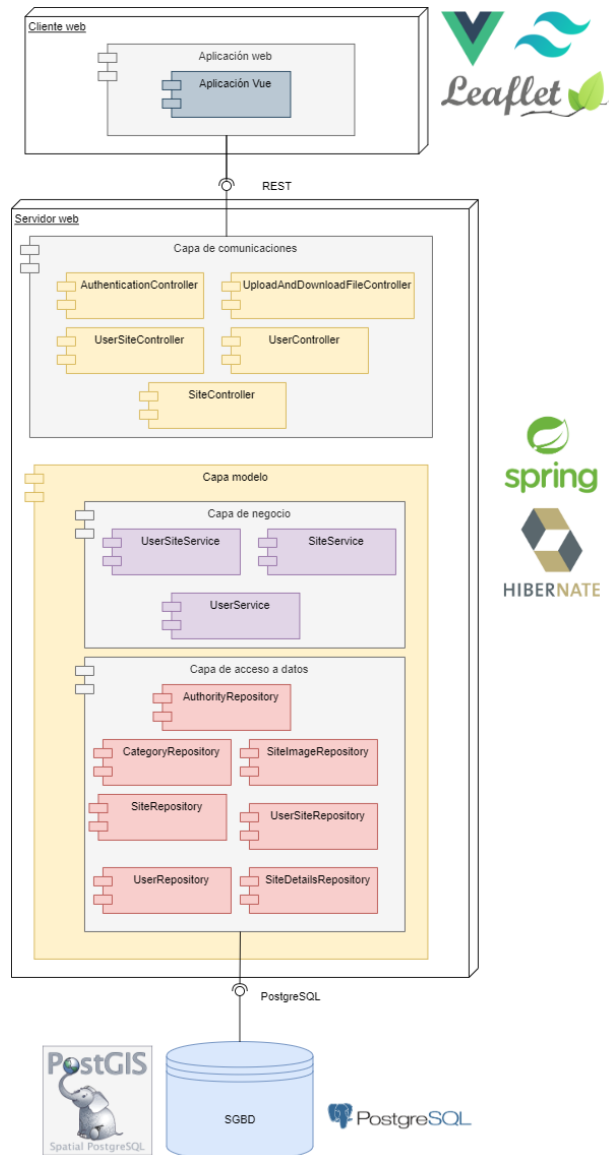 Cliente web
Aplicación web
Aplicación Vue
Leaflet
REST
Servidor web
Capa de comunicaciones
AuthenticationController
UploadAndDownloadFileController
UserSiteController
UserController
SiteController
spring
HIBERNATE
Capa modelo
Capa de negocio
UserSiteService
SiteService
UserService
Capa de acceso a datos
AuthorityRepository
CategoryRepository
SiteImageRepository
SiteRepository
UserSiteRepository
UserRepository
SiteDetailsRepository
PostgreSQL
PostGIS
Spatial PostgreSQL
SGBD
PostgreSQL